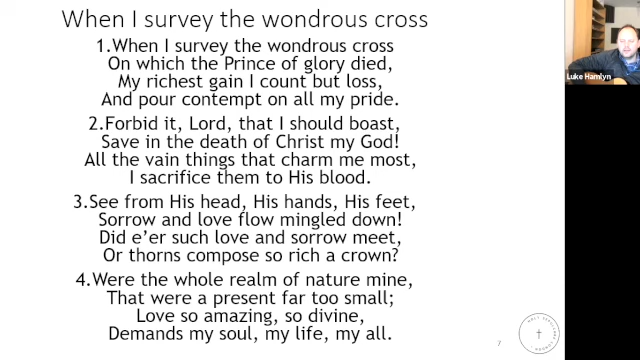 When I survey the wondrous cross
1.When I survey the wondrous cross
On which the Prince of glory died,
My richest gain I count but loss,
And pour contempt on all my pride.
2.Forbid it, Lord, that I should boast,
Save in the death of Christ my God!
All the vain things that charm me most,
I sacrifice them to His blood.
3.See from His head, His hands, His feet,
Sorrow and love flow mingled down!
Did e'er such love and sorrow meet,
Or thorns compose so rich a crown?
4.Were the whole realm of nature mine,
That were a present far too small;
Love so amazing, so divine,
Demands my soul, my life, my all.
7
Luke Hamlyn